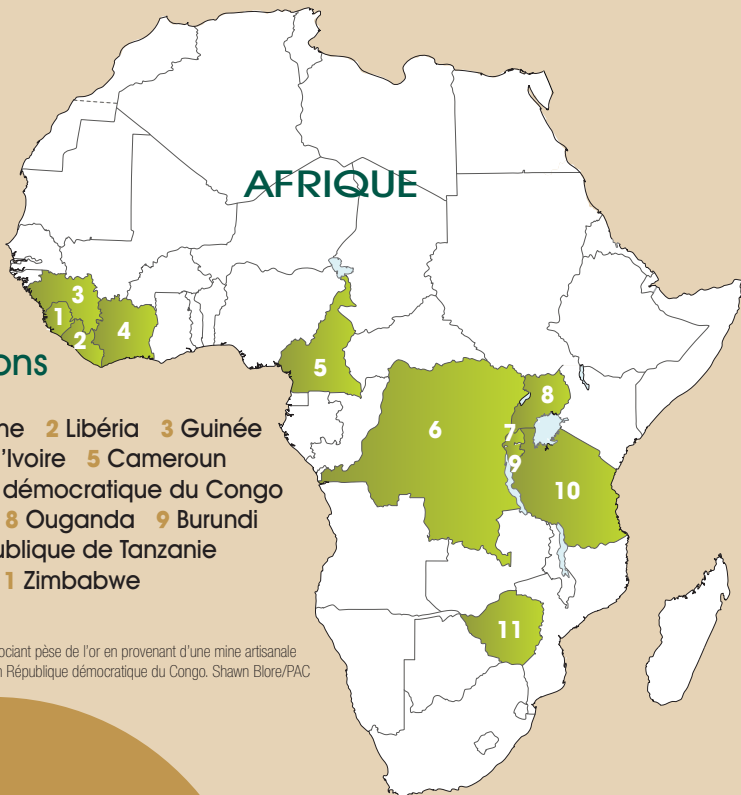 AFRIQUE
3
1
2
4
5
6
7
8
9
10
11
ons
ne 2 Libéria 3 Guinée
'Ivoire 5 Cameroun
démocratique du Congo
8 Ouganda 9 Burundi
ublique de Tanzanie
1 Zimbabwe
ociant pèse de l'or en provenant d'une mine artisanale
n République démocratique du Congo. Shawn Blore/PAC